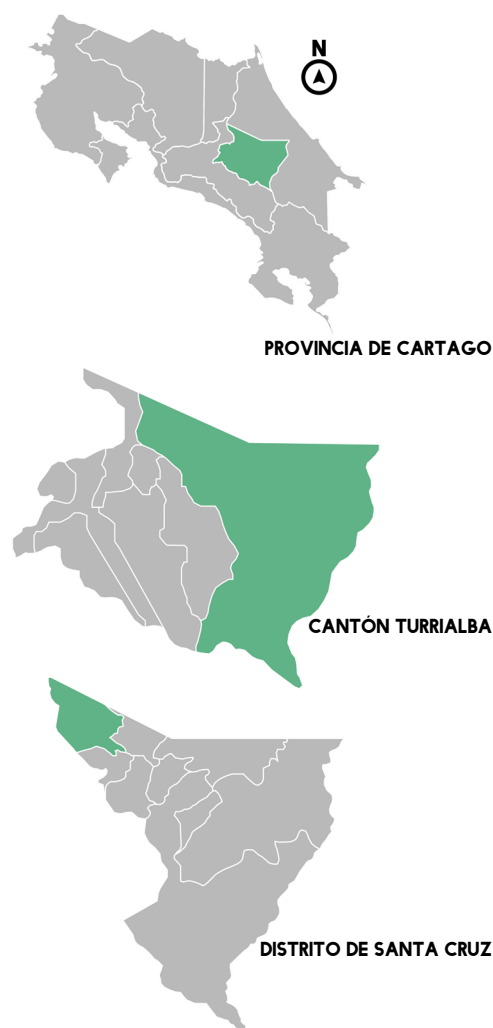 N
PROVINCIA DE CARTAGO
CANTÓN TURRIALBA
DISTRITO DE SANTA CRUZ